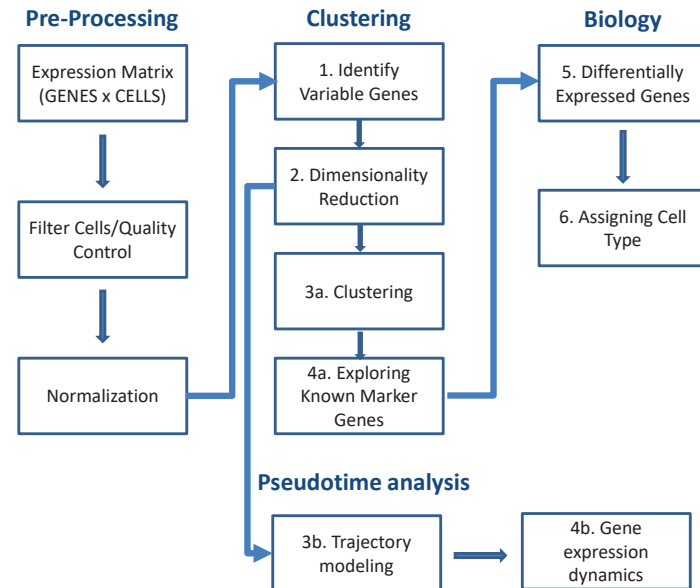 Pre-Processing
Expression Matrix
(GENES x CELLS)
Filter Cells/Quality
Control
Normalization
Clustering
1. Identify
Variable Genes
2. Dimensionality
Reduction
3a. Clustering
4a. Exploring
Known Marker
Genes
Biology
5. Differentially
Expressed Genes
6. Assigning Cell
Type
Pseudotime analysis
3b. Trajectory
modeling
4b. Gene
expression
dynamics